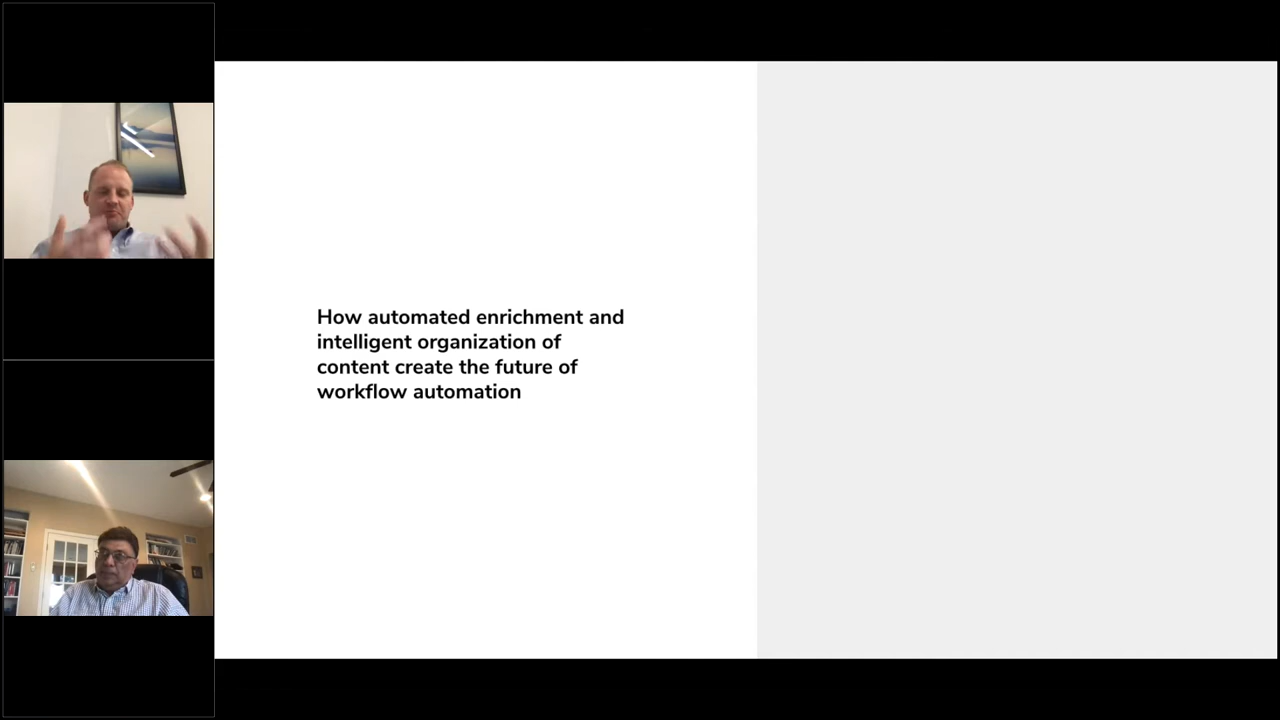 How automated enrichment and
intelligent organization of
content create the future of
workflow automation